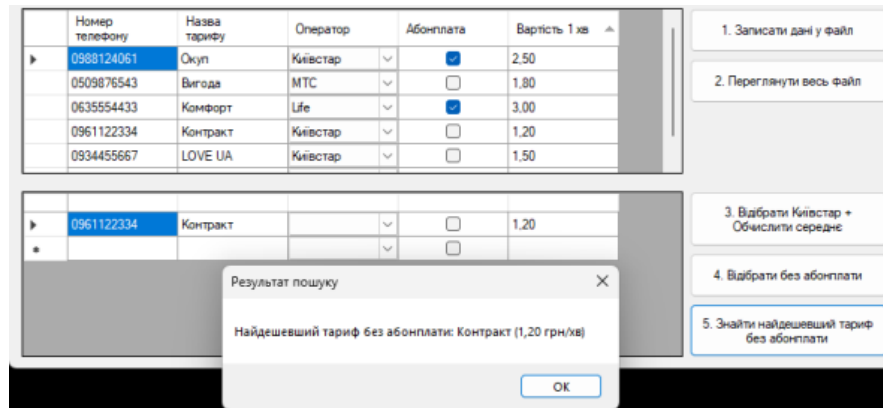 Номер телефону Назва тарифу Оператор Абонплата Вартість 1 хв
0988124061 Окуп Київстар 2,50
0509876543 Вигода МТС 1,80
0635554433 Комфорт Life 3,00
0961122334 Контракт Київстар 1,20
0934455667 LOVE UA Київстар 1,50
1. Записати дані у файл
2. Переглянути весь файл
0961122334 Контракт 1,20
3. Відібрати Київстар +
Обчислити середнє
4. Відібрати без абонплати
5. Знайти найдешевший тариф
без абонплати
Результат пошуку
Найдешевший тариф без абонплати: Контракт (1,20 грн/хв)
OK